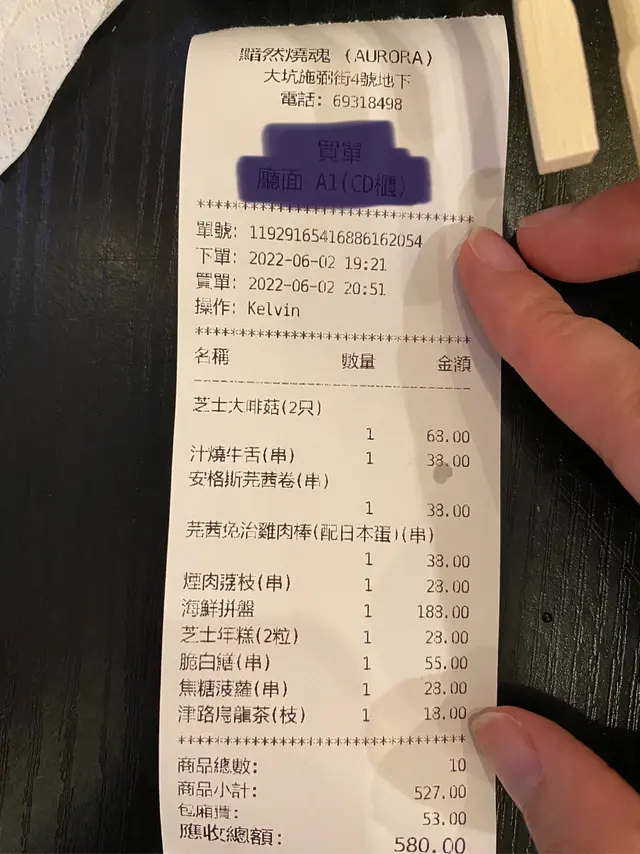 黯然燒魂 (AURORA)
大坑施弼街4號地下
電話: 69318498
買單
廳面 A1(CD櫃)
***********************************
單號: 11929165416886162054
下單: 2022-06-02 19:21
買單: 2022-06-02 20:51
操作: Kelvin
***********************************
名稱 數量 金額
-----------------------------------
芝士大啡菇(2只)
1 68.00
汁燒牛舌(串) 1 38.00
安格斯芫茜卷(串)
1 38.00
芫茜免治雞肉棒(配日本蛋)(串)
1 38.00
煙肉荔枝(串) 1 28.00
海鮮拼盤 1 188.00
芝士年糕(2粒) 1 28.00
脆白鱔(串) 1 55.00
焦糖菠蘿(串) 1 28.00
津路烏龍茶(枝) 1 18.00
***********************************
商品總數: 10
商品小計: 527.00
包廂費: 53.00
應收總額: 580.00